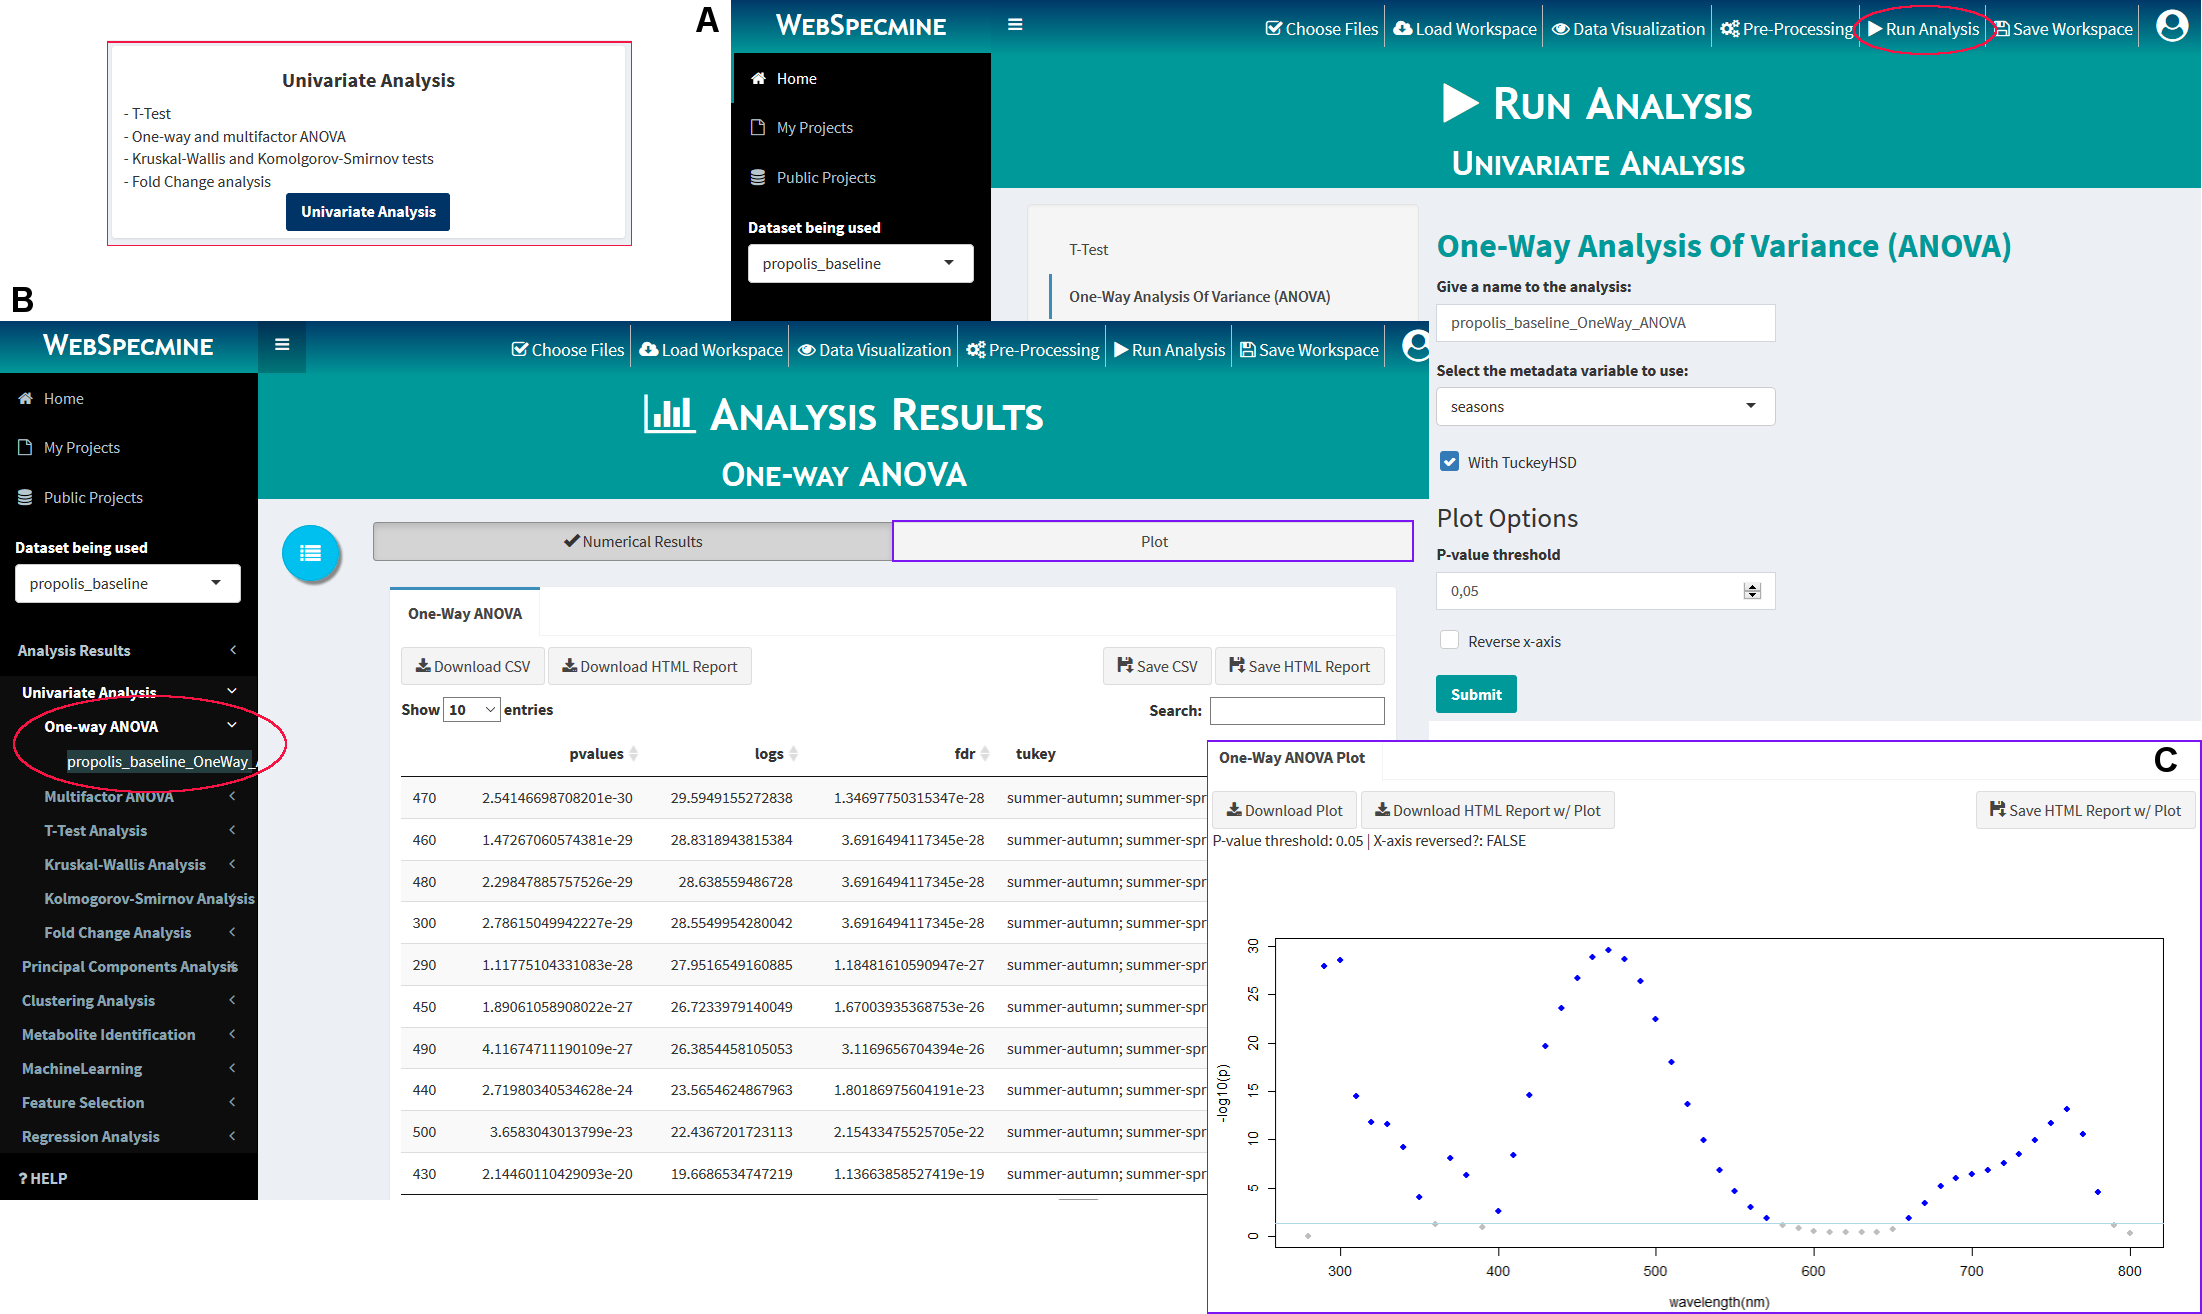 A
Univariate Analysis
- T-Test
- One-way and multifactor ANOVA
- Kruskal-Wallis and Komolgorov-Smirnov tests
- Fold Change analysis
Univariate Analysis
WEBSPECMINE
Choose Files
Load Workspace
Data Visualization
Pre-Processing
Run Analysis
Save Workspace
Home
My Projects
Public Projects
Dataset being used
propolis_baseline
RUN ANALYSIS
UNIVARIATE ANALYSIS
T-Test
One-Way Analysis Of Variance (ANOVA)
One-Way Analysis Of Variance (ANOVA)
Give a name to the analysis:
propolis_baseline_OneWay_ANOVA
Select the metadata variable to use:
seasons
With TuckeyHSD
Plot Options
P-value threshold
0,05
Reverse x-axis
Submit
B
WEBSPECMINE
Choose Files
Load Workspace
Data Visualization
Pre-Processing
Run Analysis
Save Workspace
Home
My Projects
Public Projects
Dataset being used
propolis_baseline
Analysis Results
Univariate Analysis
One-way ANOVA
propolis_baseline_OneWay_
Multifactor ANOVA
T-Test Analysis
Kruskal-Wallis Analysis
Kolmogorov-Smirnov Analysis
Fold Change Analysis
Principal Components Analysis
Clustering Analysis
Metabolite Identification
MachineLearning
Feature Selection
Regression Analysis
? HELP
ANALYSIS RESULTS
ONE-WAY ANOVA
Numerical Results
Plot
One-Way ANOVA
Download CSV
Download HTML Report
Save CSV
Save HTML Report
Show 10 entries
Search:
pvalues logs fdr tukey
470 2.54146698708201e-30 29.5949155272838 1.34697750315347e-28 summer-autumn; summer-spr
460 1.47267060574381e-29 28.8318943815384 3.6916494117345e-28 summer-autumn; summer-spr
480 2.29847885757526e-29 28.638559486728 3.6916494117345e-28 summer-autumn; summer-spr
300 2.78615049942227e-29 28.5549954280042 3.6916494117345e-28 summer-autumn; summer-spr
290 1.11775104331083e-28 27.9516549160885 1.18481610590947e-27 summer-autumn; summer-spr
450 1.89061058908022e-27 26.7233979140049 1.67003935368753e-26 summer-autumn; summer-spr
490 4.11674711190109e-27 26.3854458105053 3.1169656704394e-26 summer-autumn; summer-spr
440 2.71980340534628e-24 23.5654624867963 1.80186975604191e-23 summer-autumn; summer-spr
500 3.6583043013799e-23 22.4367201723113 2.15433475525705e-22 summer-autumn; summer-spr
430 2.14460110429093e-20 19.6686534747219 1.13663858527419e-19 summer-autumn; summer-spr
C
One-Way ANOVA Plot
Download Plot
Download HTML Report w/ Plot
Save HTML Report w/ Plot
P-value threshold: 0.05 | X-axis reversed?: FALSE
-log10(p)
30
25
20
15
10
5
0
300 400 500 600 700 800
wavelength(nm)